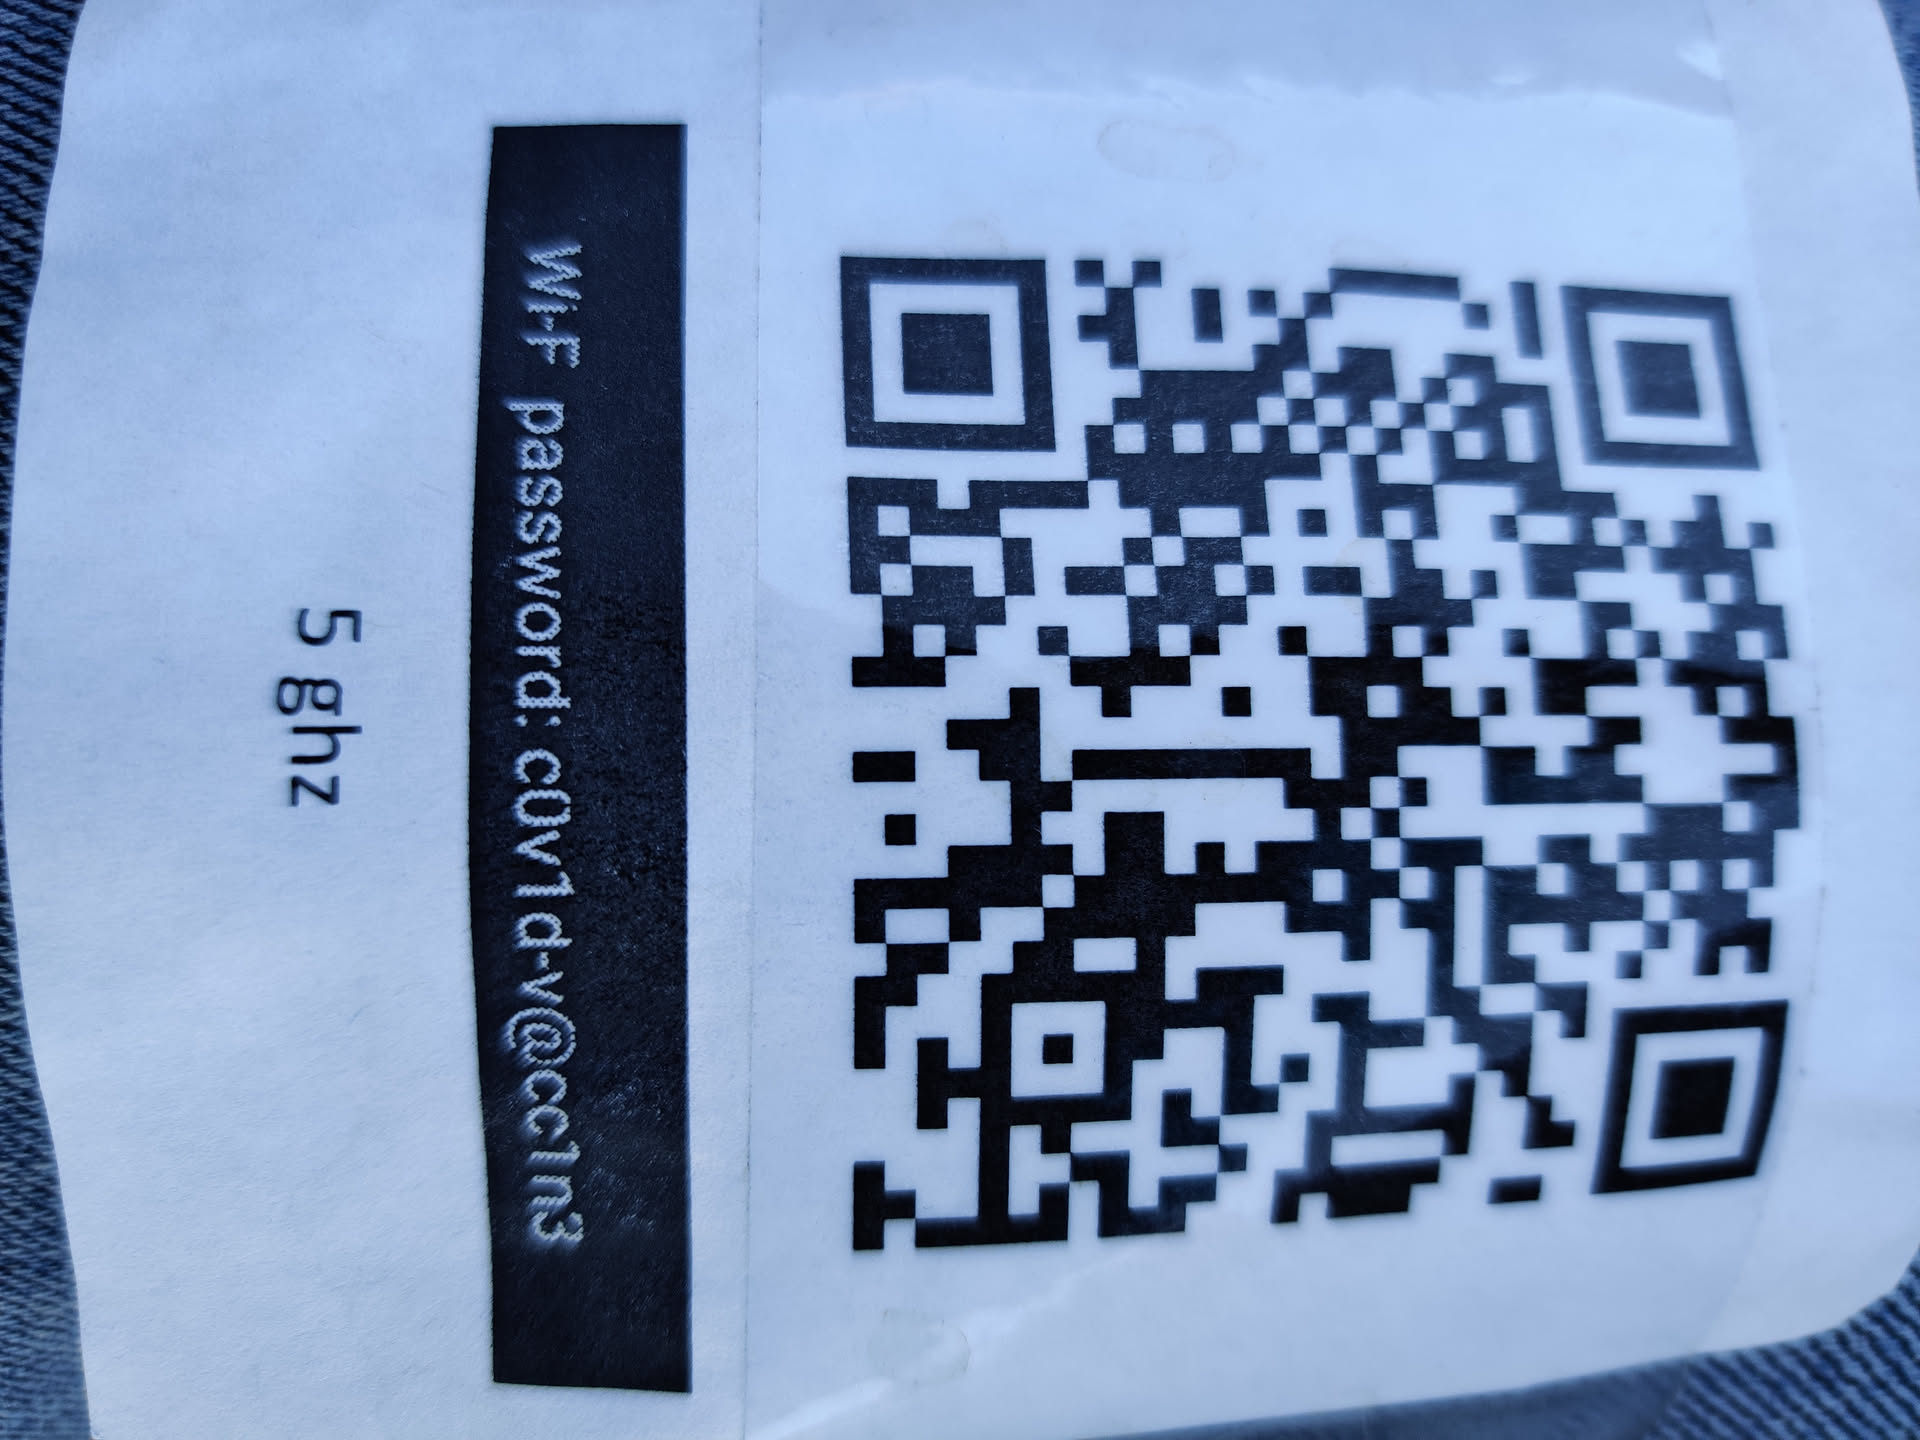 Wi-F password: c0v1d-v@cc1n3
5 ghz